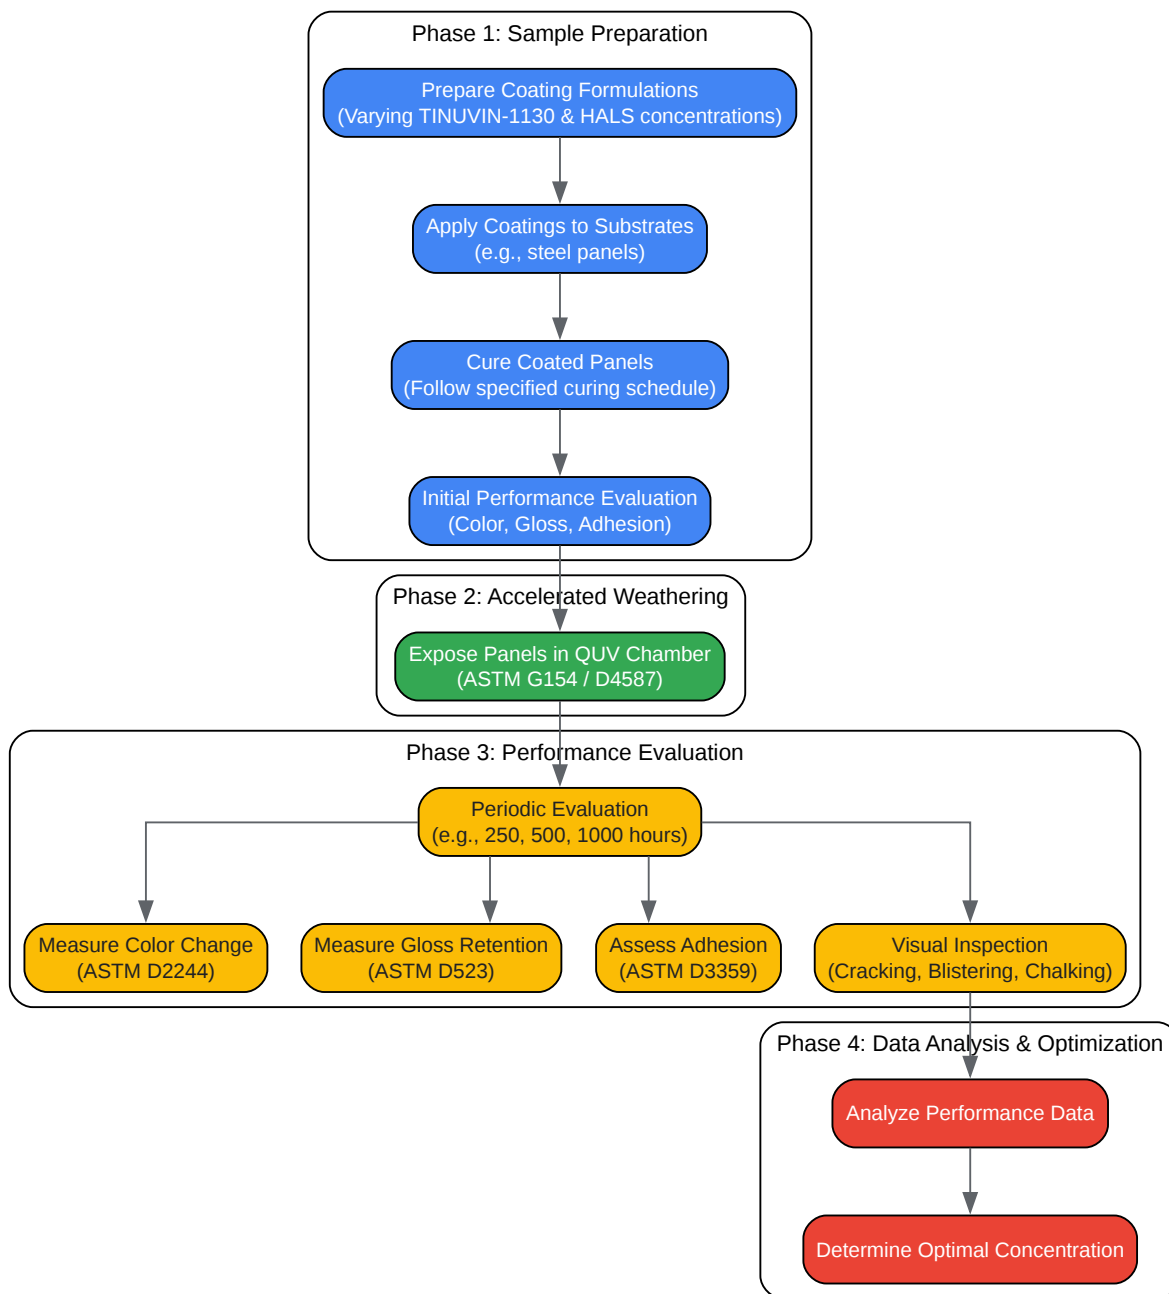 Phase 1: Sample Preparation
Prepare Coating Formulations
(Varying TINUVIN-1130 & HALS concentrations)
Apply Coatings to Substrates
(e.g., steel panels)
Cure Coated Panels
(Follow specified curing schedule)
Initial Performance Evaluation
(Color, Gloss, Adhesion)
Phase 2: Accelerated Weathering
Expose Panels in QUV Chamber
(ASTM G154 / D4587)
Phase 3: Performance Evaluation
Periodic Evaluation
(e.g., 250, 500, 1000 hours)
Measure Color Change
(ASTM D2244)
Measure Gloss Retention
(ASTM D523)
Assess Adhesion
(ASTM D3359)
Visual Inspection
(Cracking, Blistering, Chalking)
Phase 4: Data Analysis & Optimization
Analyze Performance Data
Determine Optimal Concentration